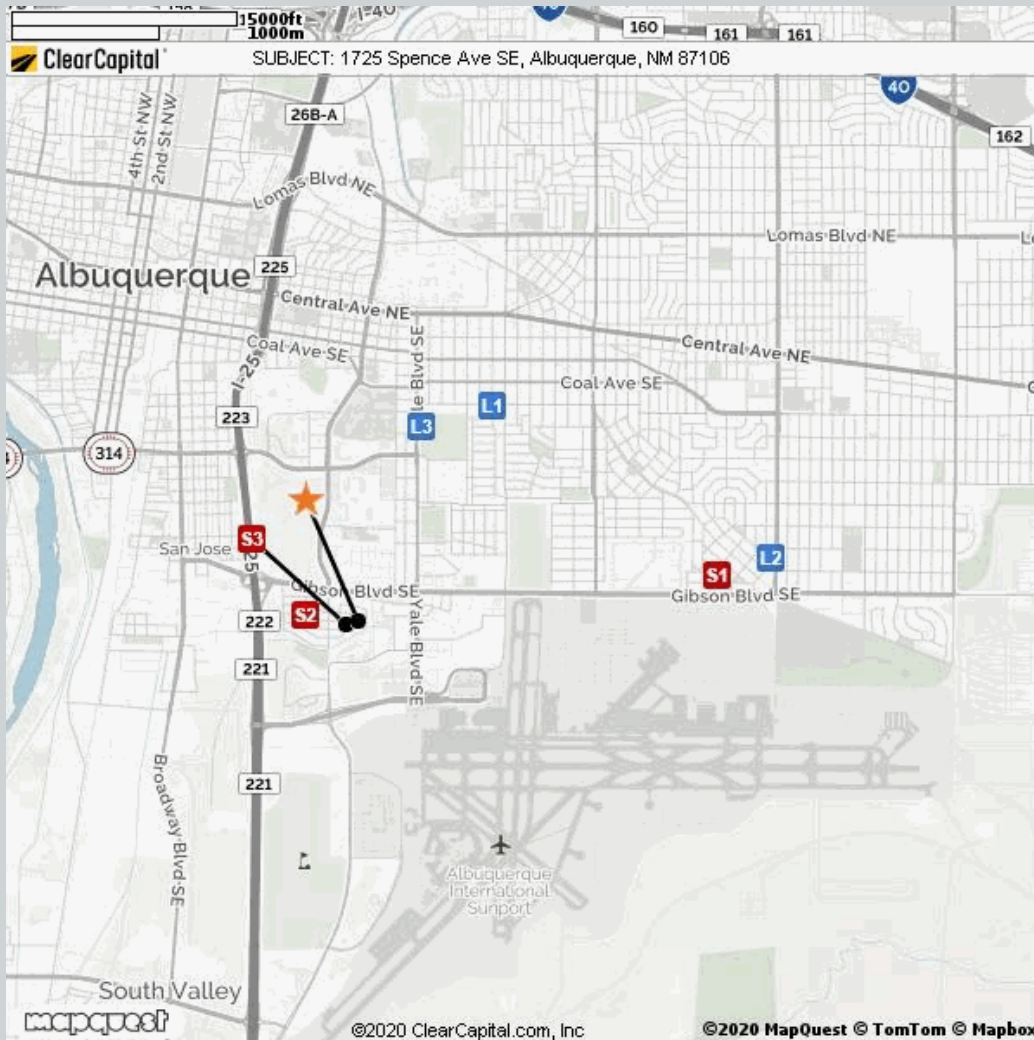 I-40
5000ft
1000m
160
161
161
ClearCapital
SUBJECT: 1725 Spence Ave SE, Albuquerque, NM 87106
40
26B-A
4th St NW
2nd St NW
162
Lomas Blvd NE
Lomas Blvd NE
225
Albuquerque
Central Ave NE
Coal Ave SE
Central Ave NE
I-25
Coal Ave SE
L1
223
L3
314
S3
San Jose
25
L2
S1
Gibson Blvd SE
Gibson Blvd SE
S2
222
Yale Blvd SE
221
221
Broadway Blvd SE
Albuquerque
International
Sunport
South Valley
mapquest
©2020 ClearCapital.com, Inc
©2020 MapQuest © TomTom © Mapbox